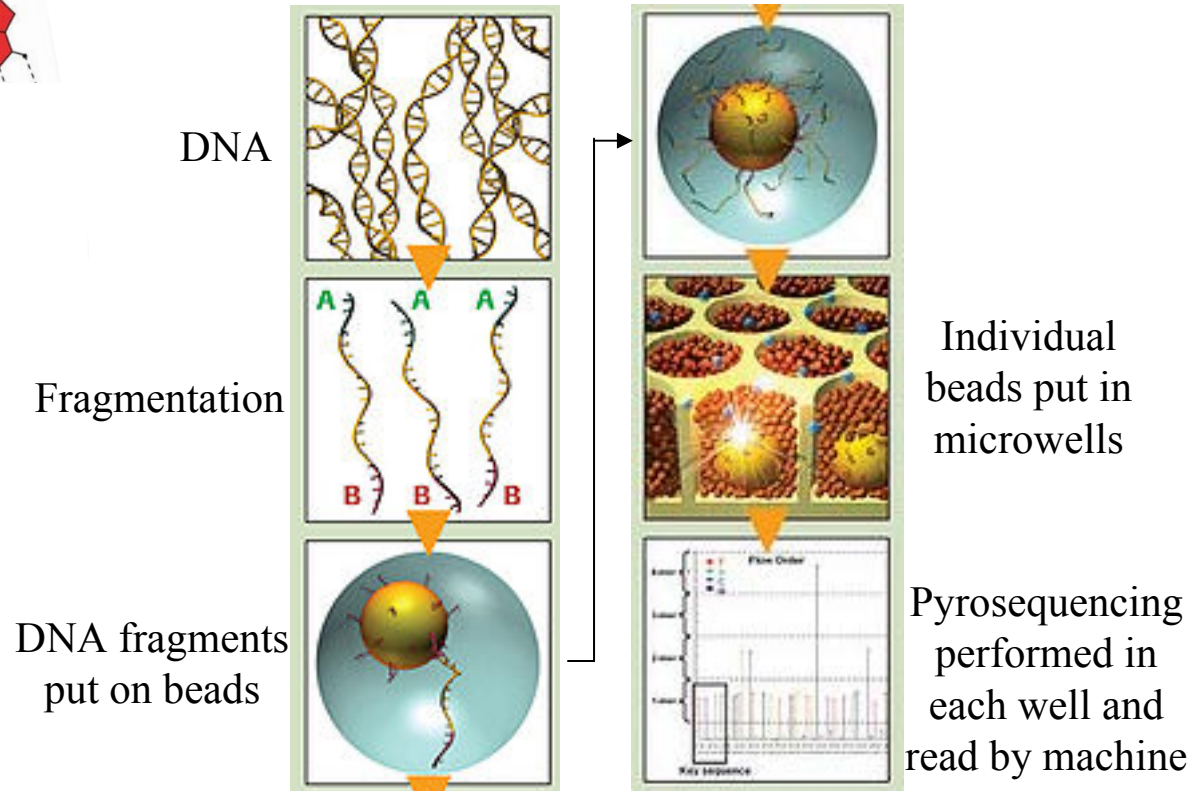 DNA
Fragmentation
A A A
B B B
DNA fragments
put on beads
Individual
beads put in
microwells
Flow Order
Key sequence
Pyrosequencing
performed in
each well and
read by machine